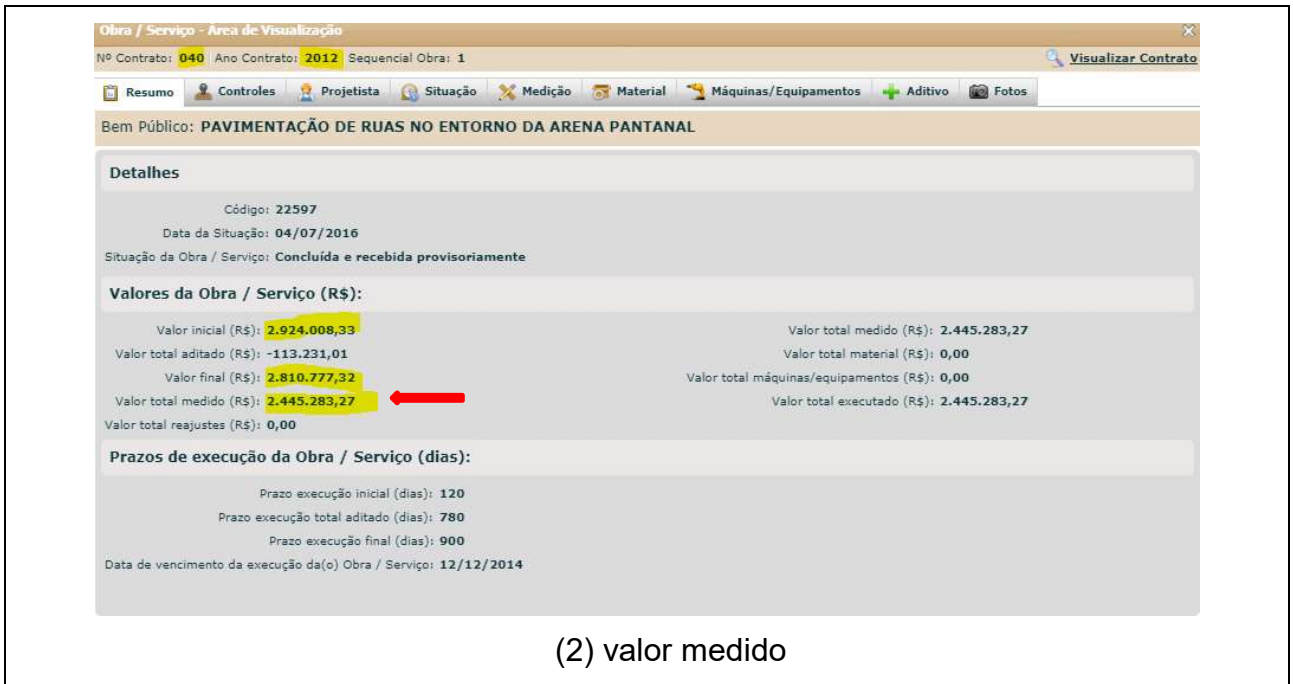 Obra / Serviço - Área de Visualização
Nº Contrato: 040 Ano Contrato: 2012 Sequencial Obra: 1 Visualizar Contrato
Resumo Controles Projetista Situação Medição Material Máquinas/Equipamentos Aditivo Fotos
Bem Público: PAVIMENTAÇÃO DE RUAS NO ENTORNO DA ARENA PANTANAL
Detalhes
Código: 22597
Data da Situação: 04/07/2016
Situação da Obra / Serviço: Concluída e recebida provisoriamente
Valores da Obra / Serviço (R$):
Valor inicial (R$): 2.924.008,33 Valor total medido (R$): 2.445.283,27
Valor total aditado (R$): -113.231,01 Valor total material (R$): 0,00
Valor final (R$): 2.810.777,32 Valor total máquinas/equipamentos (R$): 0,00
Valor total medido (R$): 2.445.283,27 Valor total executado (R$): 2.445.283,27
Valor total reajustes (R$): 0,00
Prazos de execução da Obra / Serviço (dias):
Prazo execução inicial (dias): 120
Prazo execução total aditado (dias): 780
Prazo execução final (dias): 900
Data de vencimento da execução da(o) Obra / Serviço: 12/12/2014
(2) valor medido